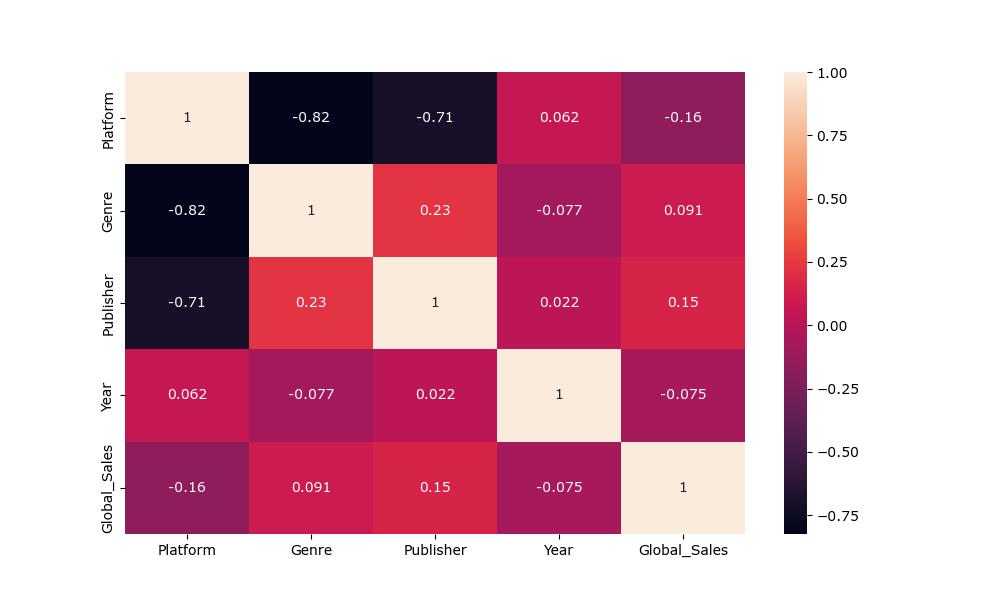 Platform 1 -0.82 -0.71 0.062 -0.16
Genre -0.82 1 0.23 -0.077 0.091
Publisher -0.71 0.23 1 0.022 0.15
Year 0.062 -0.077 0.022 1 -0.075
Global_Sales -0.16 0.091 0.15 -0.075 1
Platform Genre Publisher Year Global_Sales
1.00
0.75
0.50
0.25
0.00
−0.25
−0.50
−0.75